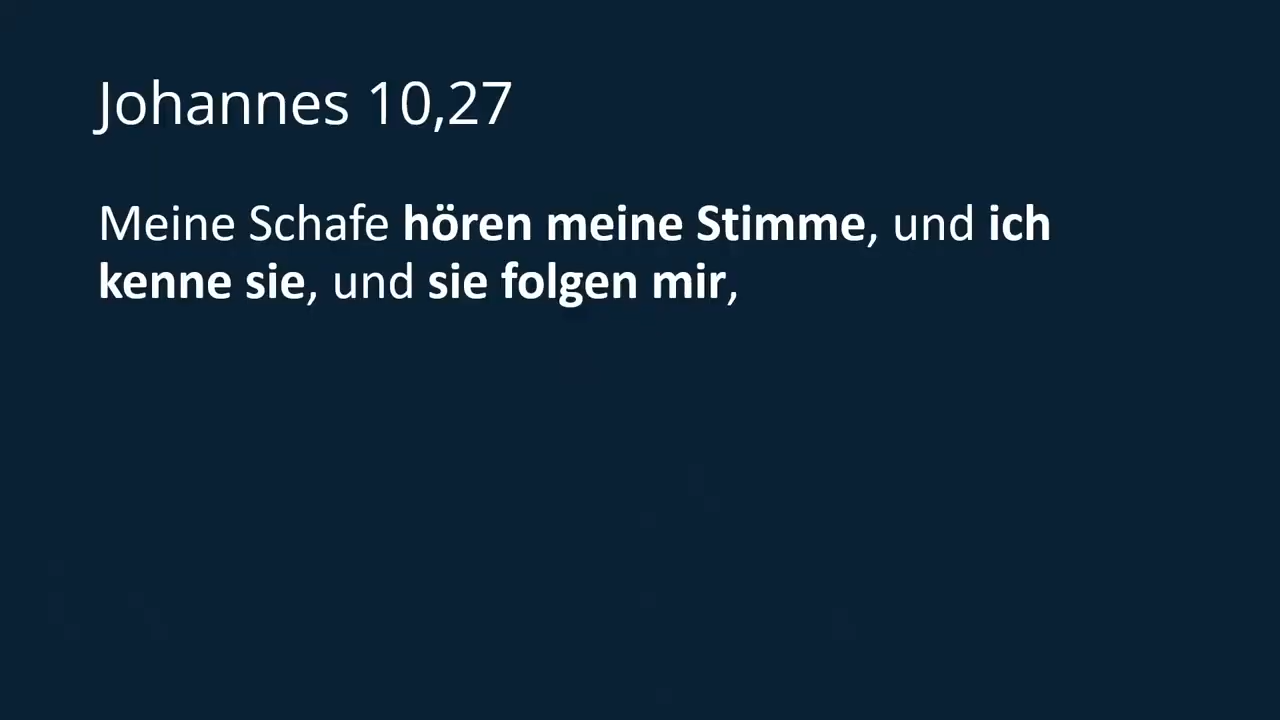 Johannes 10,27
Meine Schafe hören meine Stimme, und ich
kenne sie, und sie folgen mir,